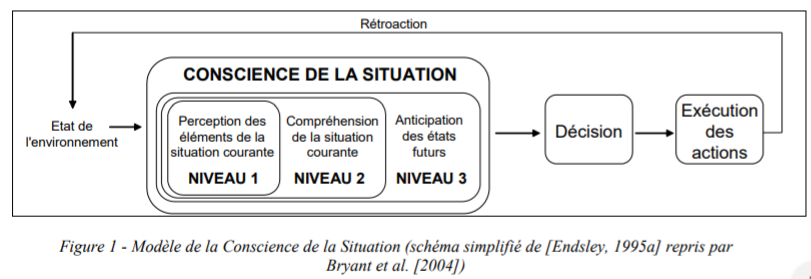 Rétroaction
CONSCIENCE DE LA SITUATION
Etat de
l'environnement
Perception des
éléments de la
situation courante
NIVEAU 1
Compréhension
de la situation
courante
NIVEAU 2
Anticipation
des états
futurs
NIVEAU 3
Décision
Exécution
des
actions
Figure 1 - Modèle de la Conscience de la Situation (schéma simplifié de [Endsley, 1995a] repris par
Bryant et al. [2004])